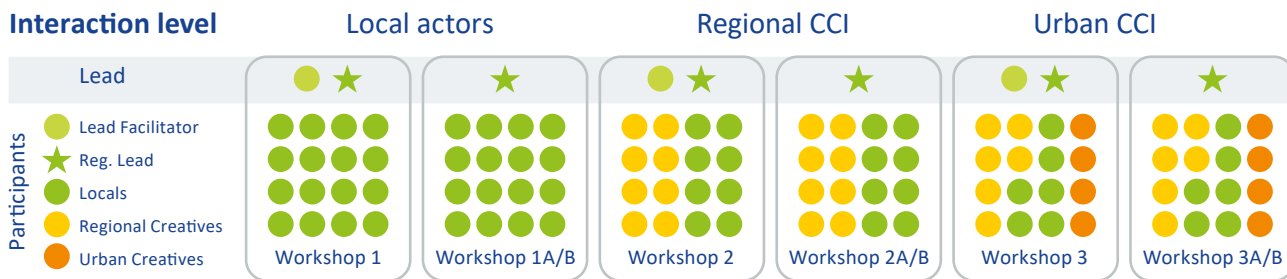 Interaction level
Local actors
Regional CCI
Urban CCI
Lead
Participants
Lead Facilitator
Reg. Lead
Locals
Regional Creatives
Urban Creatives
Workshop 1
Workshop 1A/B
Workshop 2
Workshop 2A/B
Workshop 3
Workshop 3A/B